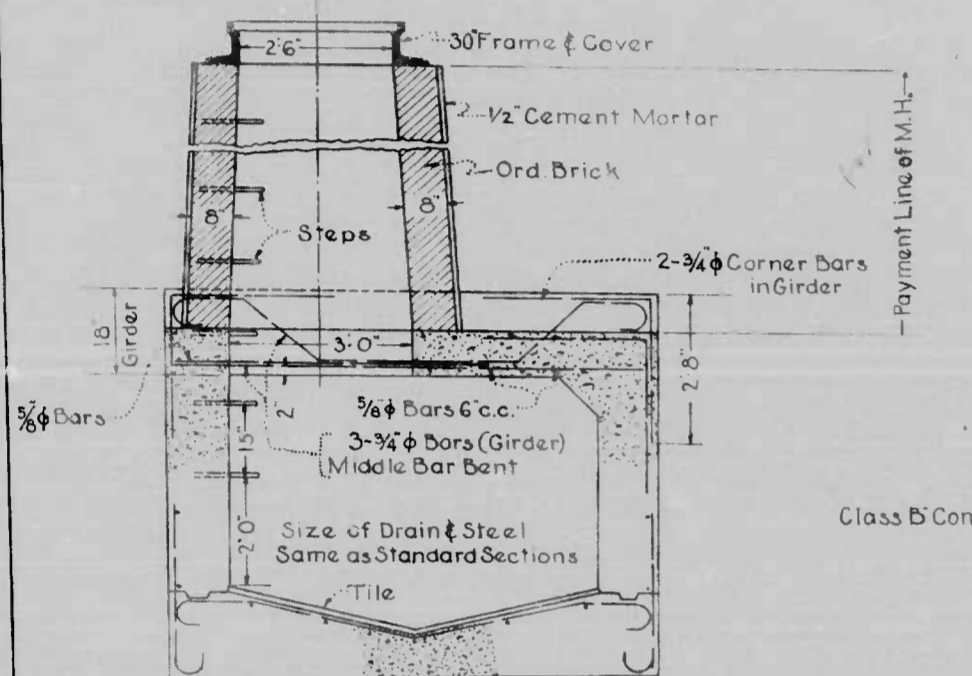 2'6"
30" Frame & Cover
½" Cement Mortar
Ord. Brick
8"
8"
Steps
Payment Line of M.H.
2-¾"ϕ Corner Bars
in Girder
18"
Girder
3'-0"
2'-8"
⅝"ϕ Bars
2"
⅝"ϕ Bars 6" c.c.
15"
3-¾"ϕ Bars (Girder)
Middle Bar Bent
Class "B" Con
2'0"
Size of Drain & Steel
Same as Standard Sections
Tile